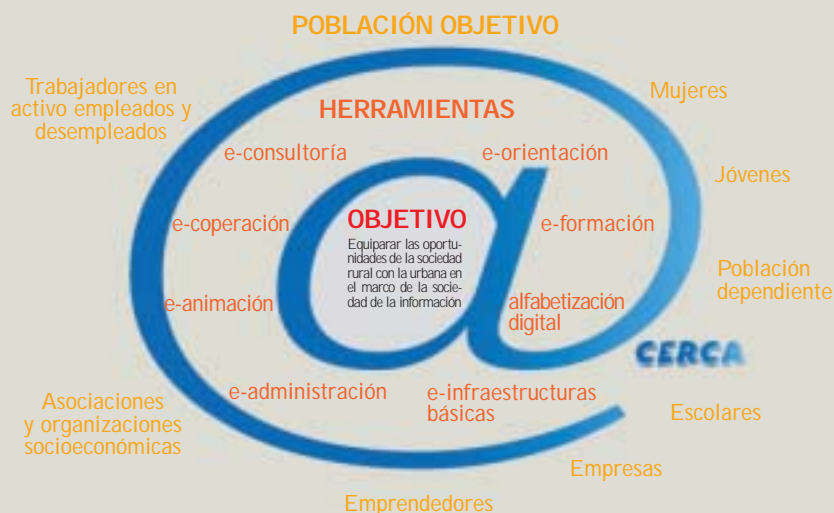 POBLACIÓN OBJETIVO
Trabajadores en
activo empleados y
desempleados
Mujeres
HERRAMIENTAS
e-consultoría
e-orientación
Jóvenes
e-coperación
OBJETIVO
Equiparar las oportu-
nidades de la sociedad
rural con la urbana en
el marco de la socie-
dad de la información
e-formación
Población
dependiente
e-animación
alfabetización
digital
CERCA
e-administración
e-infraestructuras
básicas
Asociaciones
y organizaciones
socioeconómicas
Escolares
Empresas
Emprendedores